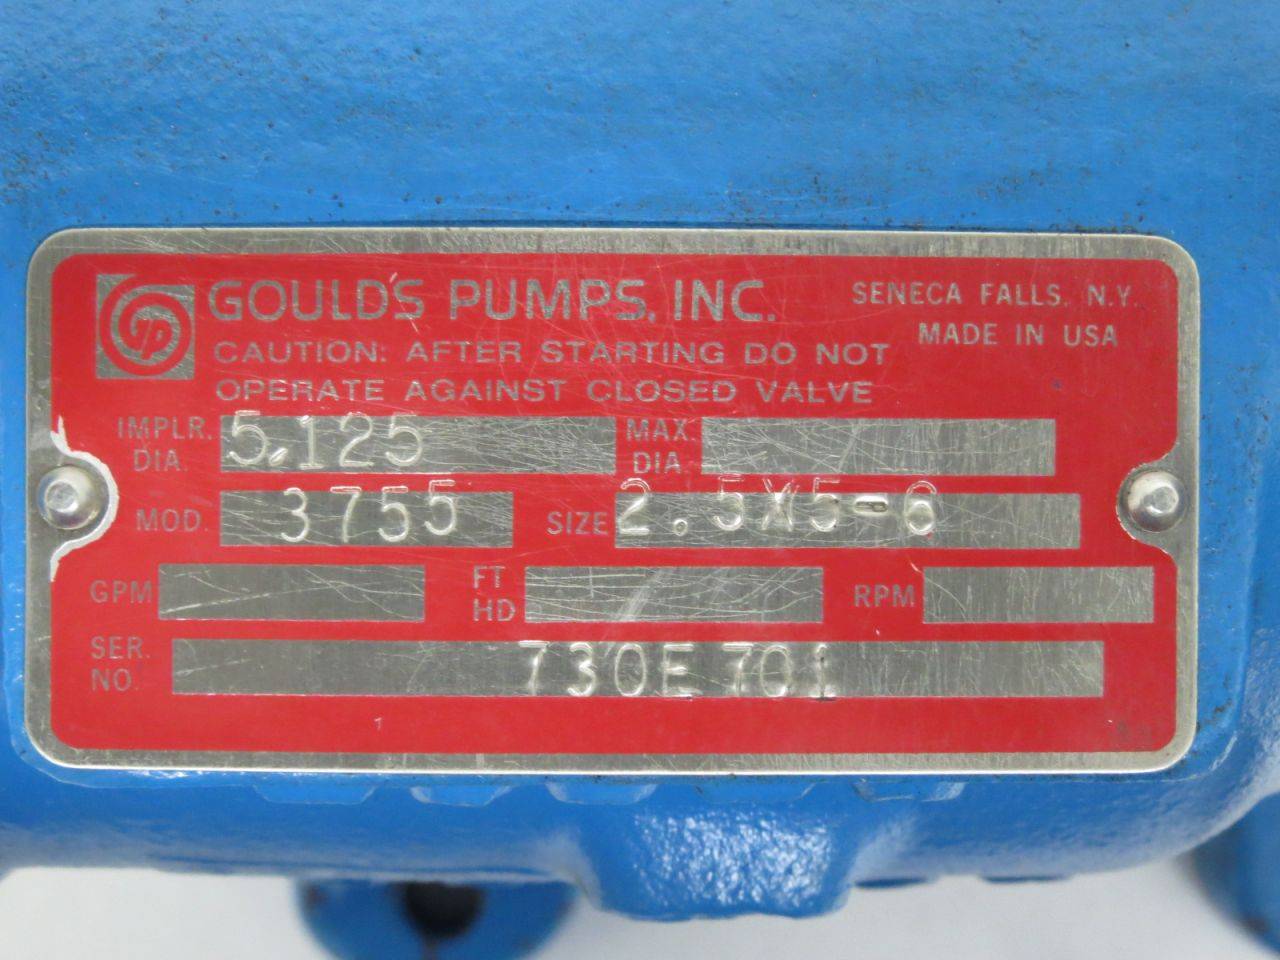 GOULD'S PUMPS, INC. SENECA FALLS, N.Y.
MADE IN USA
CAUTION: AFTER STARTING DO NOT
OPERATE AGAINST CLOSED VALVE
IMPLR. DIA. 5.125 MAX. DIA.
MOD. 3755 SIZE 2.5X5-6
GPM FT HD RPM
SER. NO. 730E701